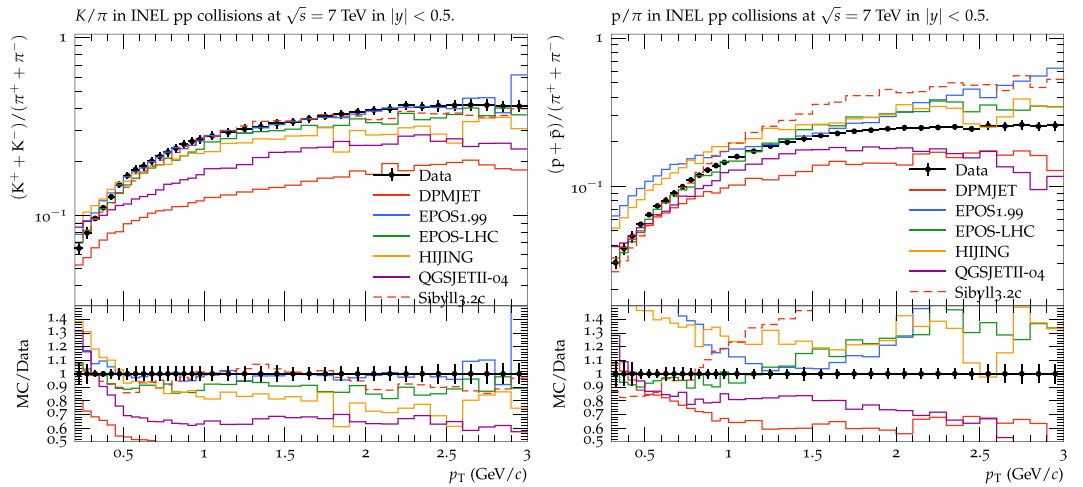 K/π in INEL pp collisions at √s = 7 TeV in |y| < 0.5.
(K⁺ + K⁻)/(π⁺ + π⁻)
1
10⁻¹
Data
DPMJET
EPOS1.99
EPOS-LHC
HIJING
QGSJETII-04
Sibyll3.2c
MC/Data
1.4
1.3
1.2
1.1
1
0.9
0.8
0.7
0.6
0.5
0.5 1 1.5 2 2.5 3
p_T (GeV/c)
p/π in INEL pp collisions at √s = 7 TeV in |y| < 0.5.
(p + p̄)/(π⁺ + π⁻)
1
10⁻¹
Data
DPMJET
EPOS1.99
EPOS-LHC
HIJING
QGSJETII-04
Sibyll3.2c
MC/Data
1.4
1.3
1.2
1.1
1
0.9
0.8
0.7
0.6
0.5
0.5 1 1.5 2 2.5 3
p_T (GeV/c)